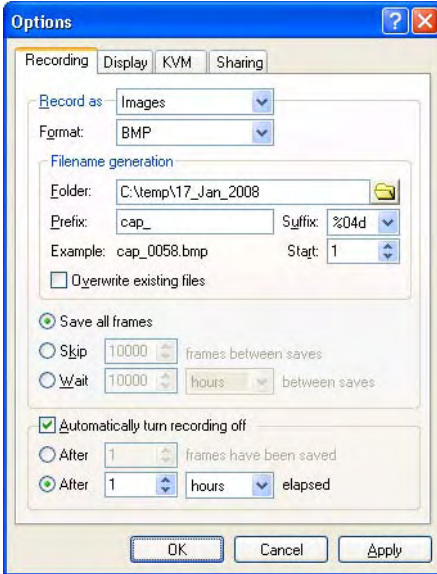 Options
Recording Display KVM Sharing
Record as Images
Format: BMP
Filename generation
Folder: C:\temp\17_Jan_2008
Prefix: cap_ Suffix: %04d
Example: cap_0058.bmp Start: 1
Overwrite existing files
Save all frames
Skip 10000 frames between saves
Wait 10000 hours between saves
Automatically turn recording off
After 1 frames have been saved
After 1 hours elapsed
OK Cancel Apply